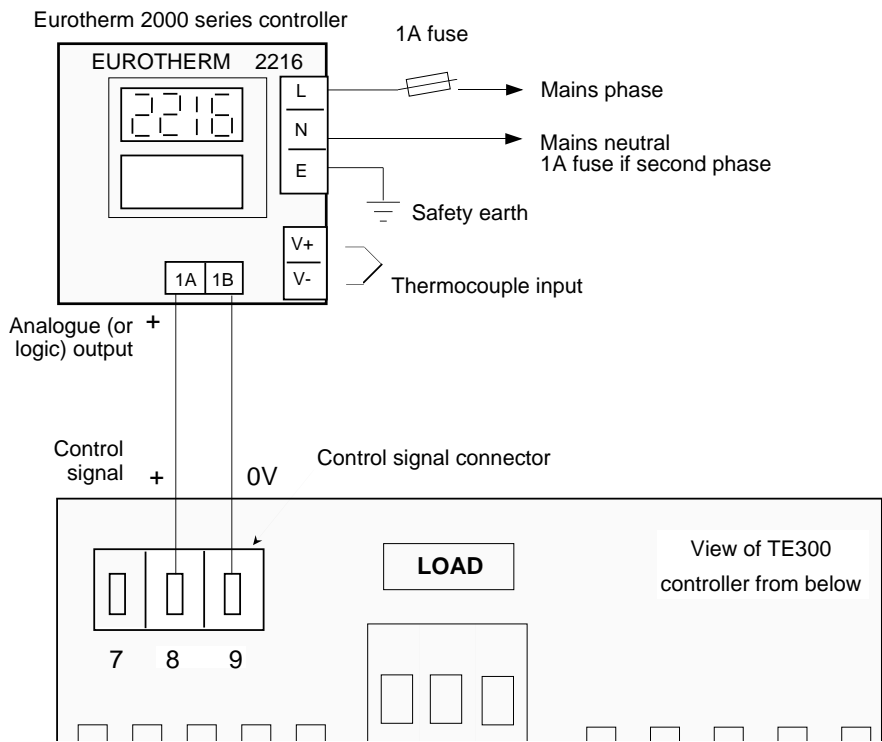 Eurotherm 2000 series controller
1A fuse
EUROTHERM 2216
2216
L
Mains phase
N
Mains neutral
1A fuse if second phase
E
Safety earth
V+
V-
Thermocouple input
1A 1B
Analogue (or +
logic) output
Control
signal + 0V
Control signal connector
LOAD
View of TE300
controller from below
7 8 9